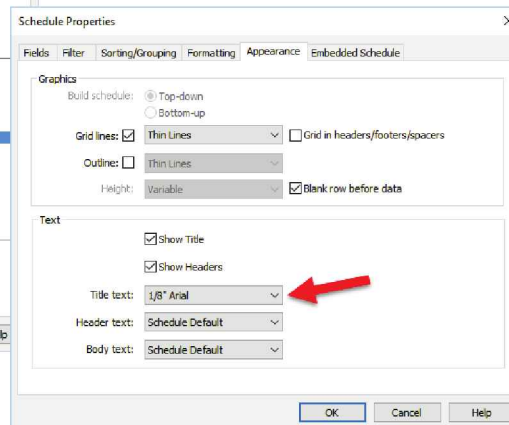 Schedule Properties
Fields Filter Sorting/Grouping Formatting Appearance Embedded Schedule
Graphics
Build schedule: Top-down
Bottom-up
Grid lines: Thin Lines Grid in headers/footers/spacers
Outline: Thin Lines
Height: Variable Blank row before data
Text
Show Title
Show Headers
Title text: 1/8" Arial
Header text: Schedule Default
Body text: Schedule Default
OK Cancel Help